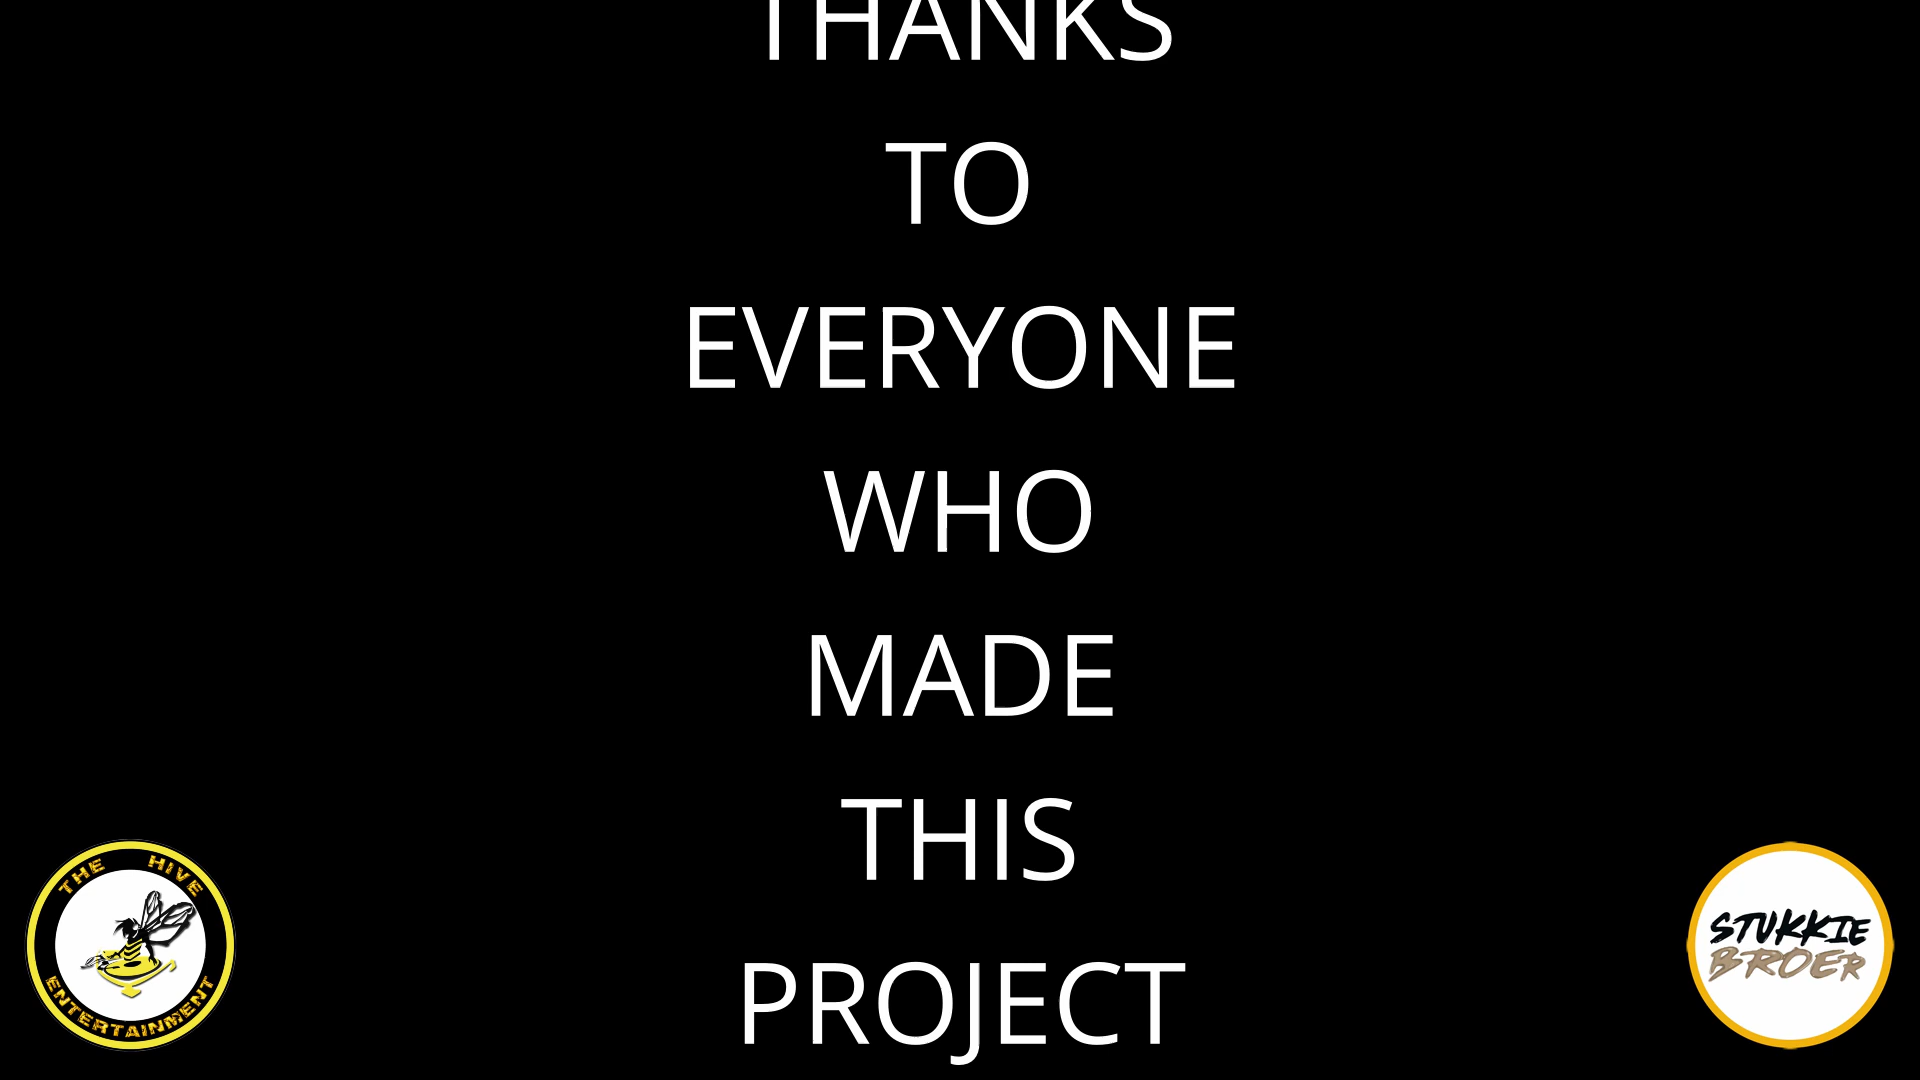 THANKS
TO
EVERYONE
WHO
MADE
THIS
PROJECT
THE HIVE
ENTERTAINMENT
STUKKIE
BROER